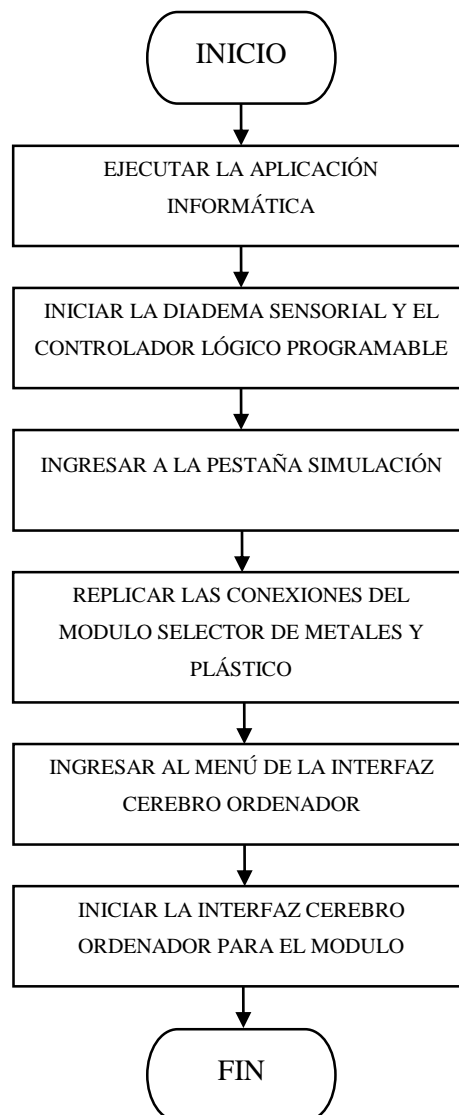 INICIO
EJECUTAR LA APLICACIÓN
INFORMÁTICA
INICIAR LA DIADEMA SENSORIAL Y EL
CONTROLADOR LÓGICO PROGRAMABLE
INGRESAR A LA PESTAÑA SIMULACIÓN
REPLICAR LAS CONEXIONES DEL
MODULO SELECTOR DE METALES Y
PLÁSTICO
INGRESAR AL MENÚ DE LA INTERFAZ
CEREBRO ORDENADOR
INICIAR LA INTERFAZ CEREBRO
ORDENADOR PARA EL MODULO
FIN